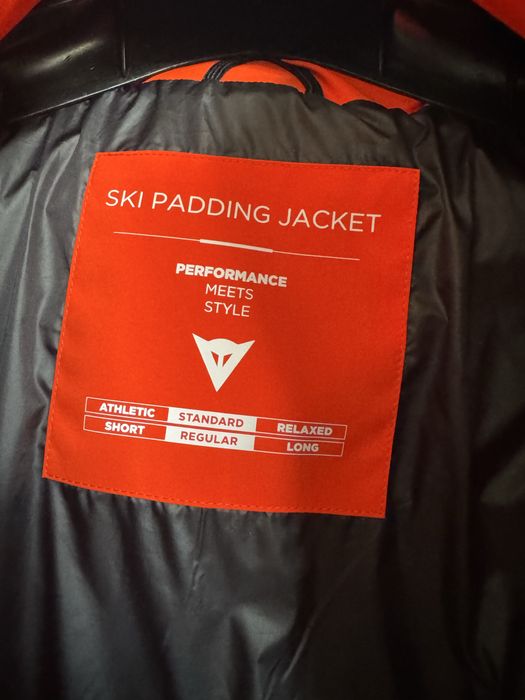 SKI PADDING JACKET
PERFORMANCE
MEETS
STYLE
ATHLETIC STANDARD RELAXED
SHORT REGULAR LONG